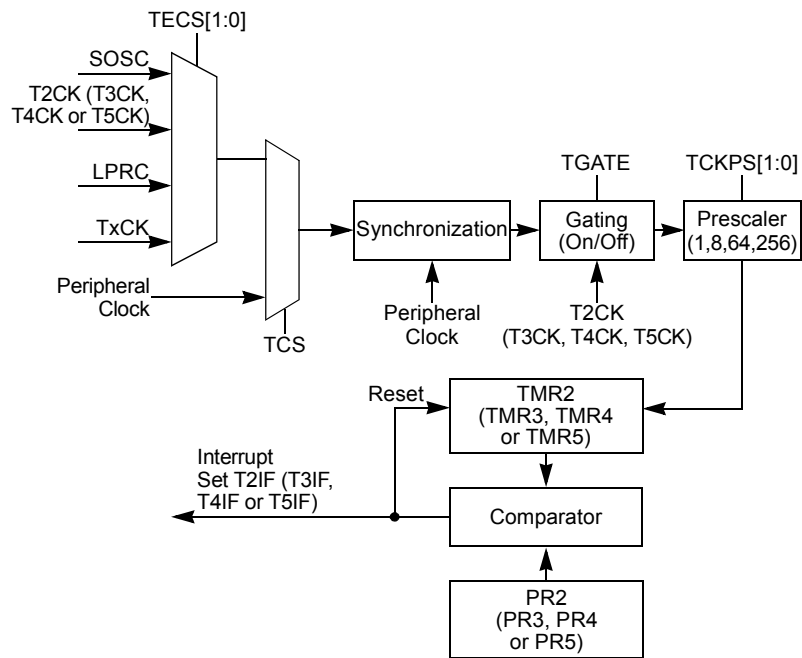 TECS[1:0]
SOSC
T2CK (T3CK,
T4CK or T5CK)
LPRC
TxCK
Peripheral
Clock
TCS
Synchronization
Peripheral
Clock
TGATE
Gating
(On/Off)
T2CK
(T3CK, T4CK, T5CK)
TCKPS[1:0]
Prescaler
(1,8,64,256)
Reset
TMR2
(TMR3, TMR4
or TMR5)
Interrupt
Set T2IF (T3IF,
T4IF or T5IF)
Comparator
PR2
(PR3, PR4
or PR5)